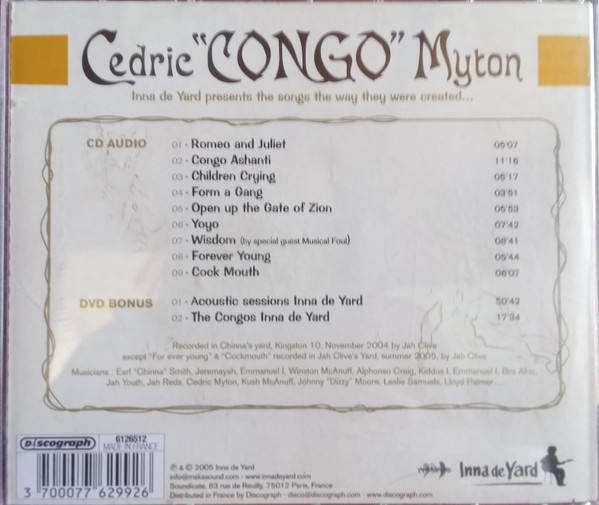 Cedric "CONGO" Myton
Inna de Yard presents the songs the way they were created...
CD AUDIO
01 - Romeo and Juliet 05'07
02 - Congo Ashanti 11'16
03 - Children Crying 05'17
04 - Form a Gang 03'51
05 - Open up the Gate of Zion 05'53
06 - Yoyo 07'42
07 - Wisdom (by special guest Musical Foul) 08'41
08 - Forever Young 05'44
09 - Cock Mouth 06'07
DVD BONUS
01 - Acoustic sessions Inna de Yard 50'42
02 - The Congos Inna de Yard 17'34
Recorded in Chinna's yard, Kingston 10, November 2004 by Jah Clive
except "For ever young" & "Cockmouth" recorded in Jah Clive's Yard, summer 2005, by Jah Clive
Musicians : Earl "Chinna" Smith, Jeremayah, Emmanuel I, Winston McAnuff, Alphonso Craig, Kiddus I, Emmanuel I, Bro Alric,
Jah Youth, Jah Reds, Cedric Myton, Kush McAnuff, Johnny "Dizzy" Moore, Leslie Samuels, Lloyd Palmer
Discograph
6126512
MADE IN FRANCE
3 700077 629926
℗ & © 2005 Inna de Yard
info@makasound.com - www.innadeyard.com
Soundicate, 83 rue de Reuilly, 75012 Paris, France
Distributed in France by Discograph - disco@discograph.com - www.discograph.com
Inna de Yard